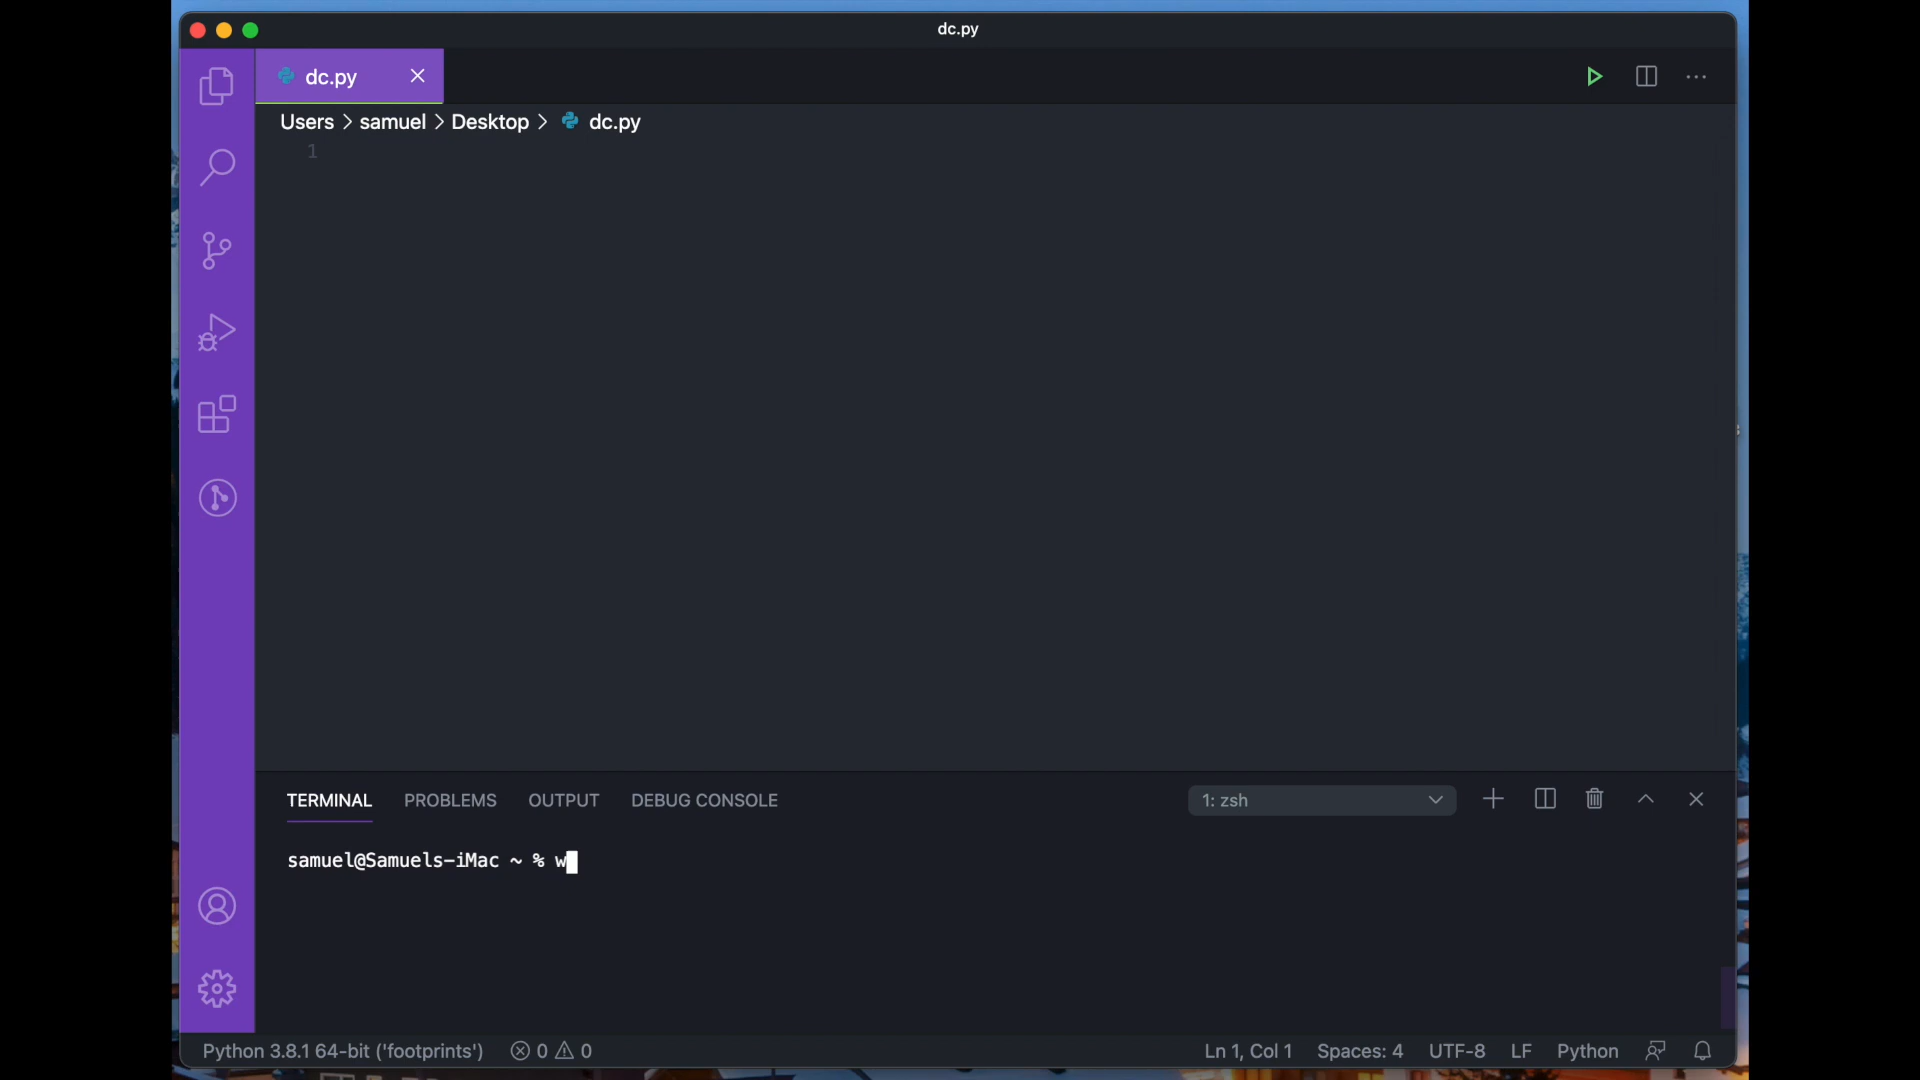 dc.py
dc.py
Users > samuel > Desktop > dc.py
1
TERMINAL PROBLEMS OUTPUT DEBUG CONSOLE 1: zsh
samuel@Samuels-iMac ~ % w
Python 3.8.1 64-bit ('footprints') 0 0 Ln 1, Col 1 Spaces: 4 UTF-8 LF Python